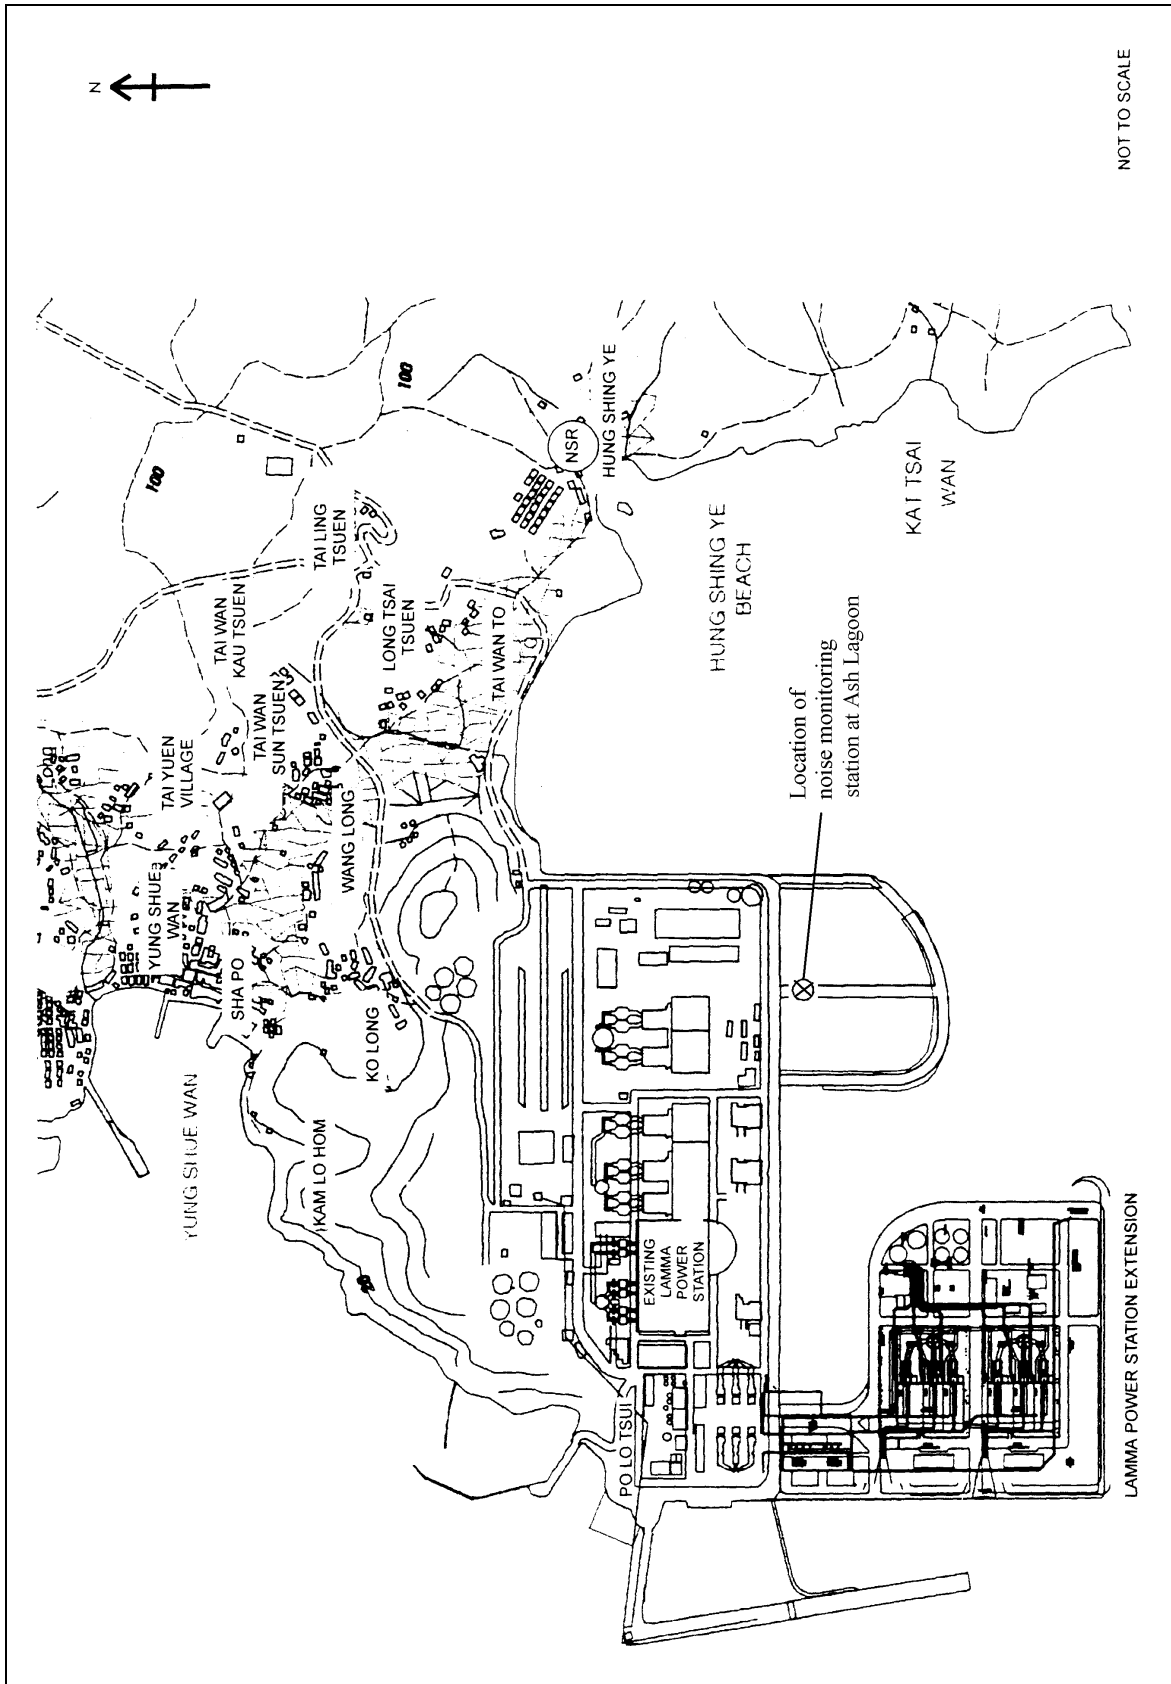 N
NOT TO SCALE
100
100
TAI LING
TSUEN
TAI WAN
KAU TSUEN
LONG TSAI
TSUEN
TAI WAN
SUN TSUEN
TAI YUEN
VILLAGE
TAI WAN TO
NSR
HUNG SHING YE
HUNG SHING YE
BEACH
KAT TSAI
WAN
YUNG SHUE
WAN
WANG LONG
SHA PO
KO LONG
YUNG SHUE WAN
KAM LO HOM
Location of
noise monitoring
station at Ash Lagoon
EXISTING
LAMMA
POWER
STATION
PO LO TSUI
LAMMA POWER STATION EXTENSION